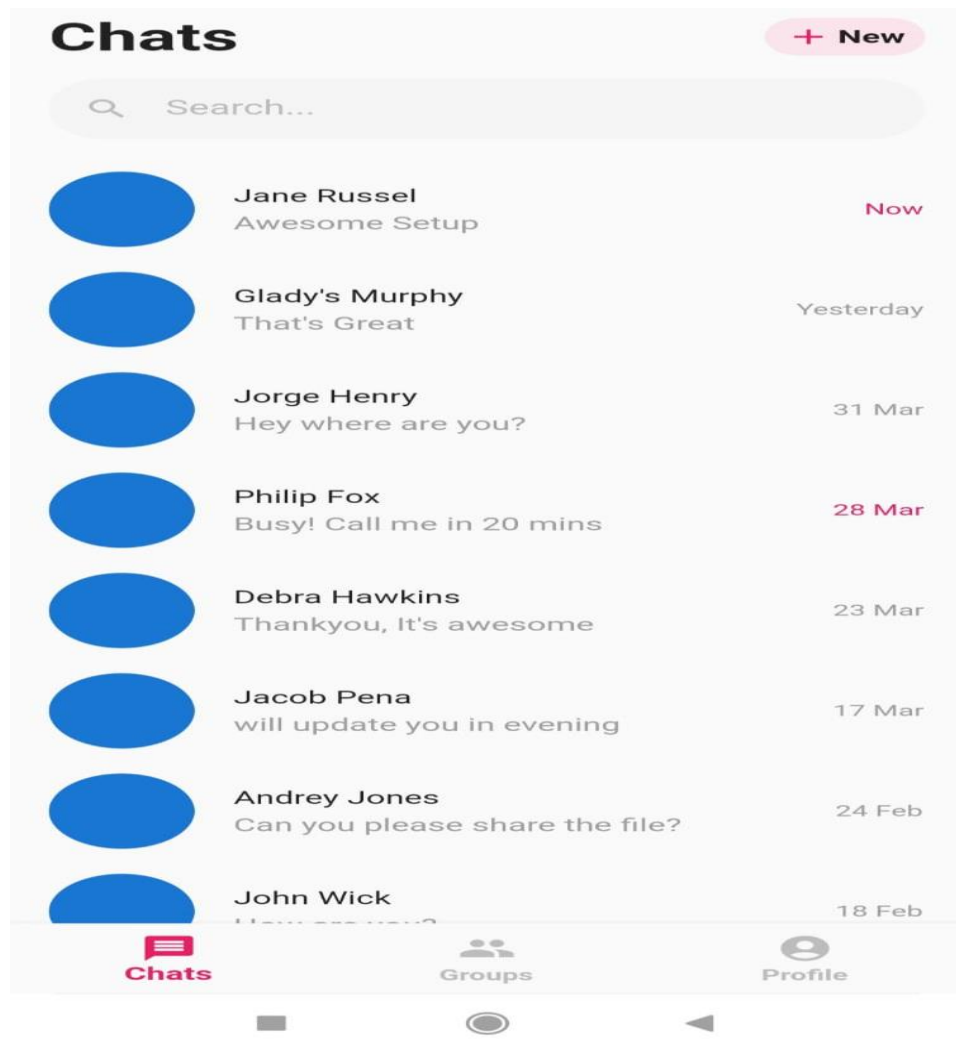 Chats
+ New
Search...
Jane Russel
Awesome Setup
Now
Glady's Murphy
That's Great
Yesterday
Jorge Henry
Hey where are you?
31 Mar
Philip Fox
Busy! Call me in 20 mins
28 Mar
Debra Hawkins
Thankyou, It's awesome
23 Mar
Jacob Pena
will update you in evening
17 Mar
Andrey Jones
Can you please share the file?
24 Feb
John Wick
How are you?
18 Feb
Chats
Groups
Profile